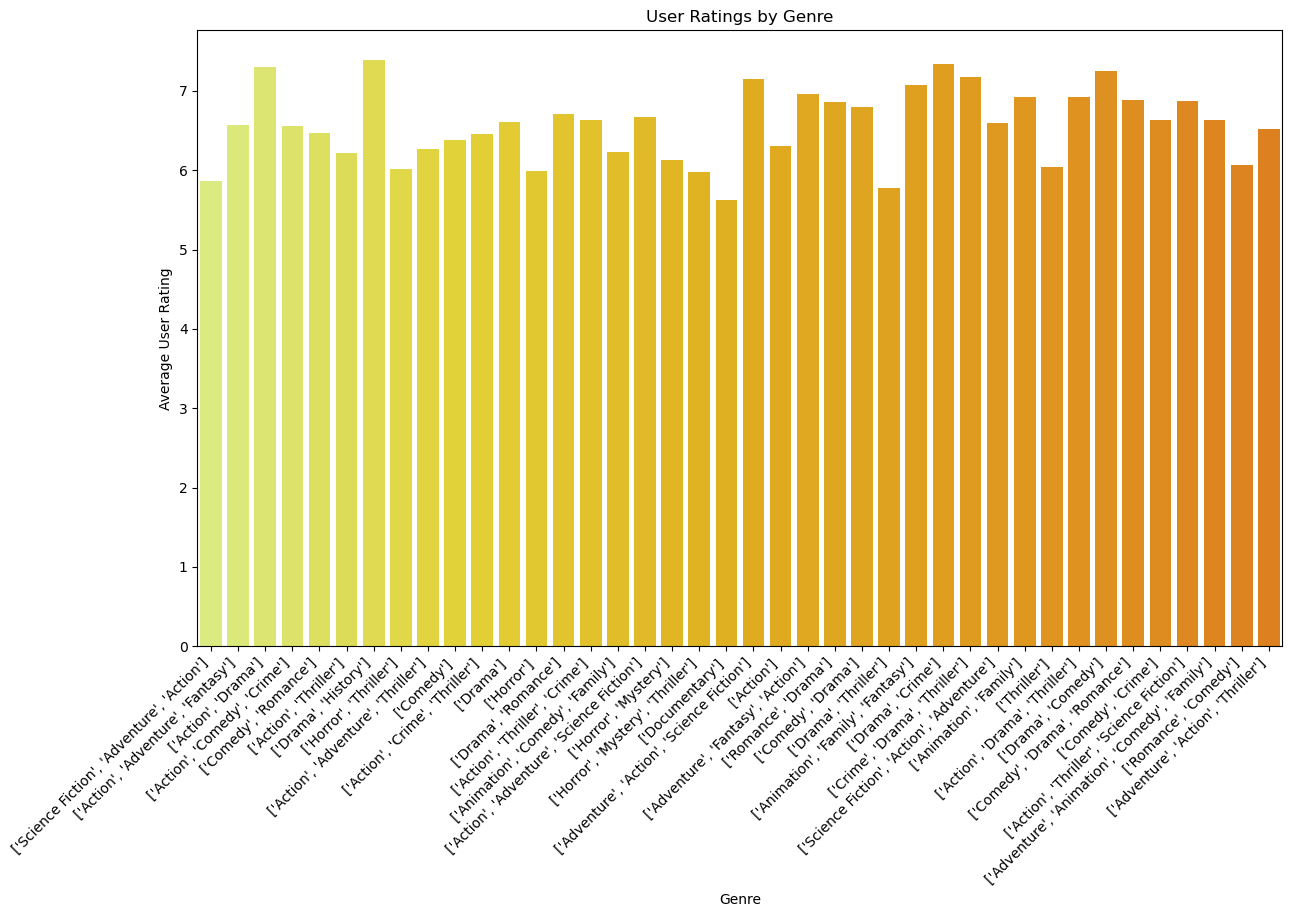 User Ratings by Genre
Average User Rating
7
6
5
4
3
2
1
0
['Science Fiction', 'Adventure', 'Action']
['Action', 'Adventure', 'Fantasy']
['Action', 'Drama']
['Action', 'Comedy', 'Crime']
['Comedy', 'Romance']
['Action', 'Thriller']
['Drama', 'History']
['Horror', 'Thriller']
['Action', 'Adventure', 'Thriller']
['Comedy']
['Action', 'Crime', 'Thriller']
['Drama']
['Horror']
['Drama', 'Romance']
['Action', 'Thriller', 'Crime']
['Animation', 'Comedy', 'Family']
['Action', 'Adventure', 'Science Fiction']
['Horror', 'Mystery']
['Horror', 'Mystery', 'Thriller']
['Documentary']
['Adventure', 'Action', 'Science Fiction']
['Action']
['Adventure', 'Fantasy', 'Action']
['Romance', 'Drama']
['Comedy', 'Drama']
['Drama', 'Thriller']
['Animation', 'Family', 'Fantasy']
['Drama', 'Crime']
['Crime', 'Drama', 'Thriller']
['Science Fiction', 'Action', 'Adventure']
['Animation', 'Family']
['Thriller']
['Action', 'Drama', 'Thriller']
['Drama', 'Comedy']
['Comedy', 'Drama', 'Romance']
['Comedy', 'Crime']
['Action', 'Thriller', 'Science Fiction']
['Adventure', 'Animation', 'Comedy', 'Family']
['Romance', 'Comedy']
['Adventure', 'Action', 'Thriller']
Genre